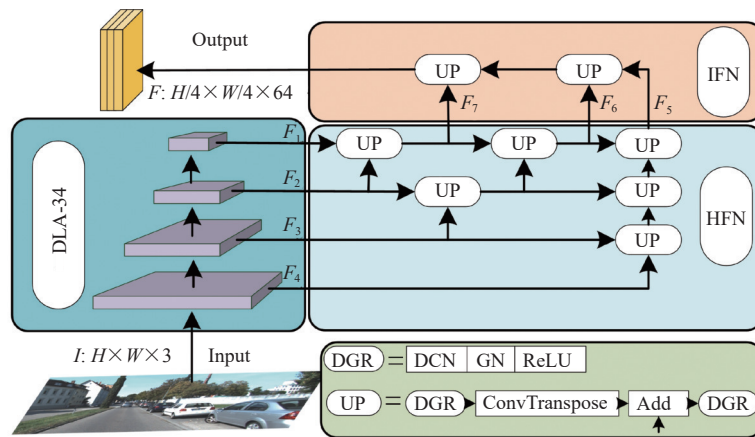 Output
UP
UP
IFN
F: H/4 × W/4 × 64
F₇
F₆
F₅
F₁
UP
UP
UP
DLA-34
F₂
UP
UP
HFN
F₃
UP
F₄
I: H × W × 3
Input
DGR = DCN GN ReLU
UP = DGR ConvTranspose Add DGR